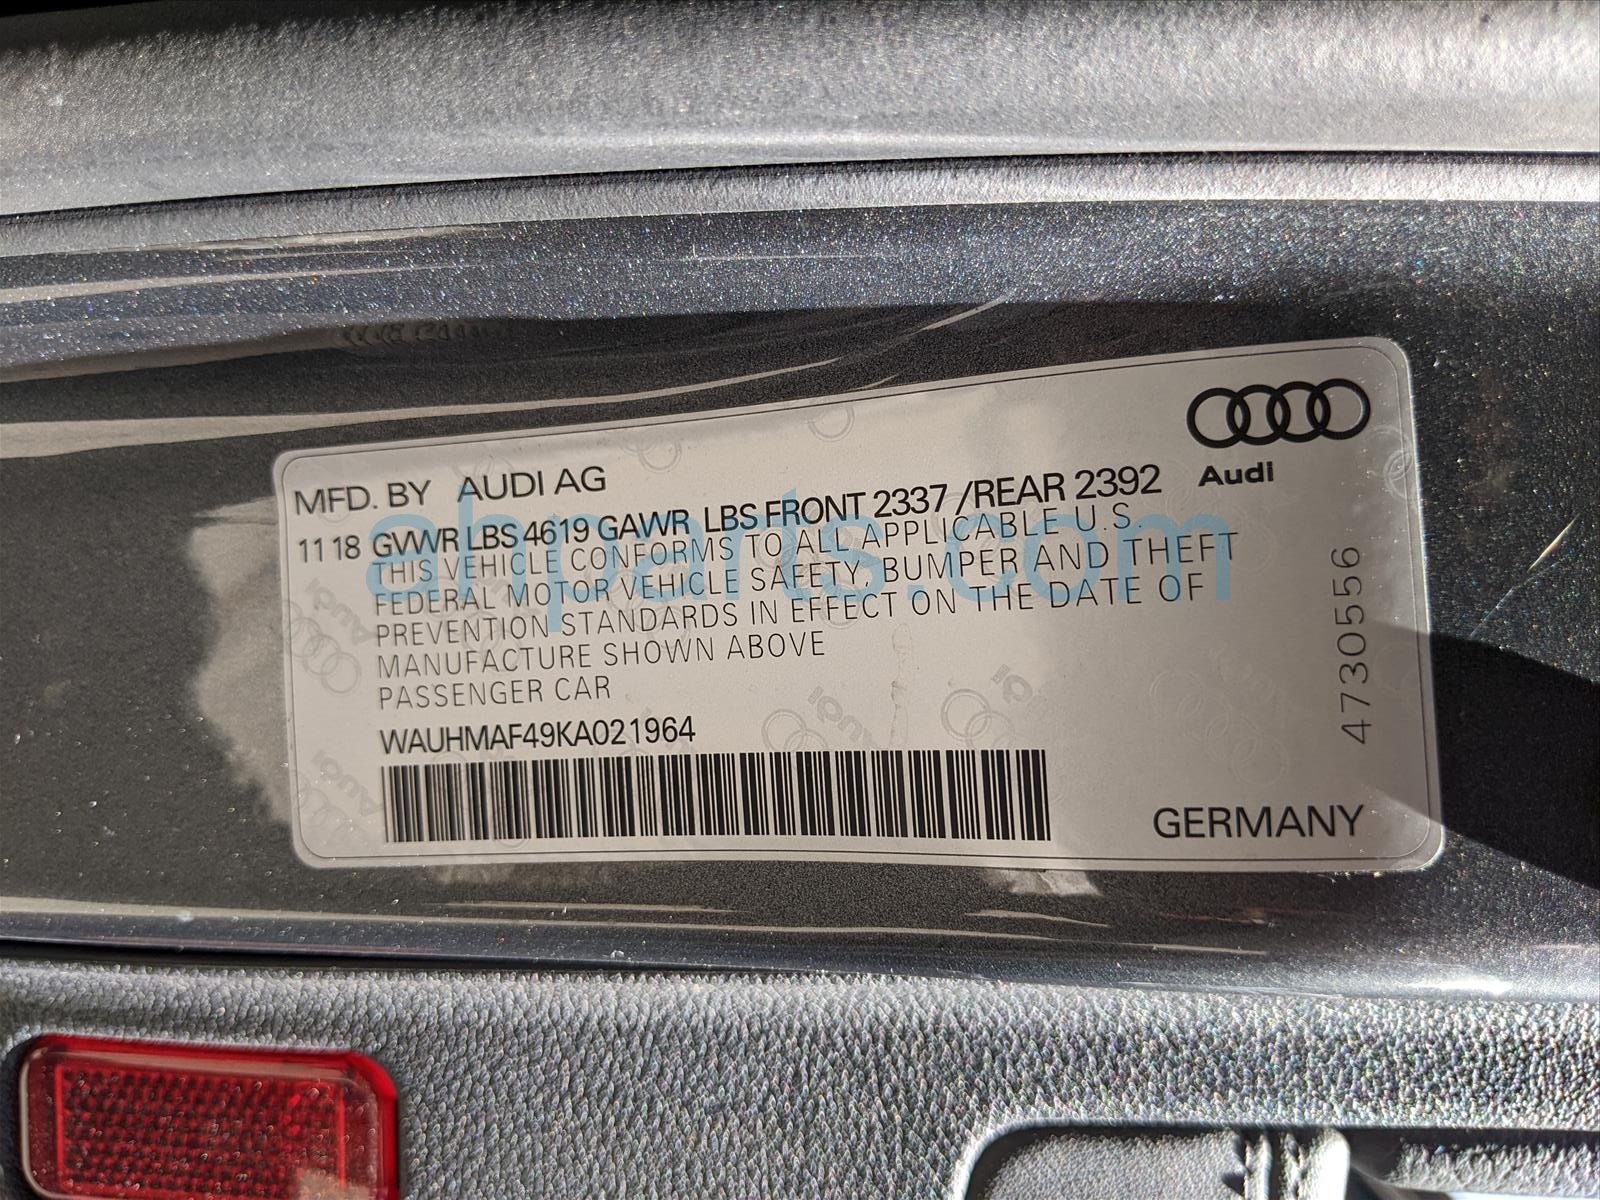 Audi
MFD. BY AUDI AG
11 18 GVWR LBS 4619 GAWR LBS FRONT 2337 /REAR 2392
THIS VEHICLE CONFORMS TO ALL APPLICABLE U.S.
FEDERAL MOTOR VEHICLE SAFETY, BUMPER AND THEFT
PREVENTION STANDARDS IN EFFECT ON THE DATE OF
MANUFACTURE SHOWN ABOVE
PASSENGER CAR
WAUHMAF49KA021964
GERMANY
4730556
ahparts.com